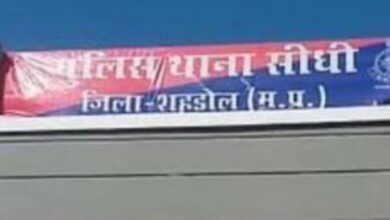 पुलिस थाना सीधी
जिला-शहडोल (म.प्र.)